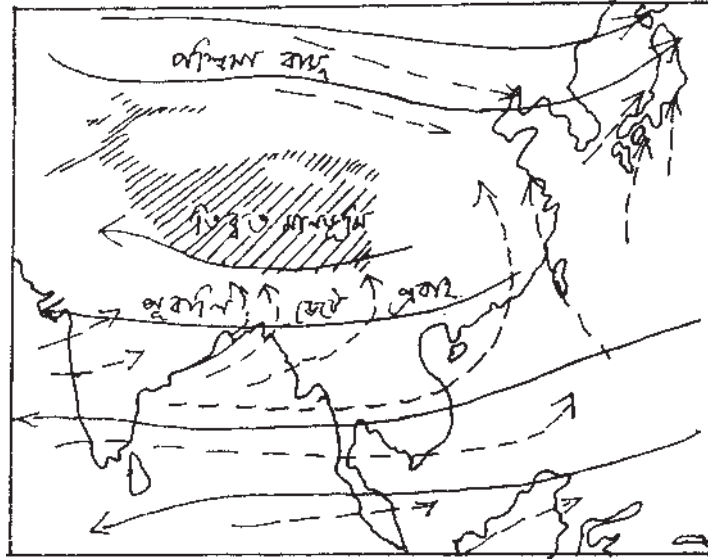 পশ্চিমা বায়ু
তিব্বত মালভূমি
পূবালি জেট প্রবাহ